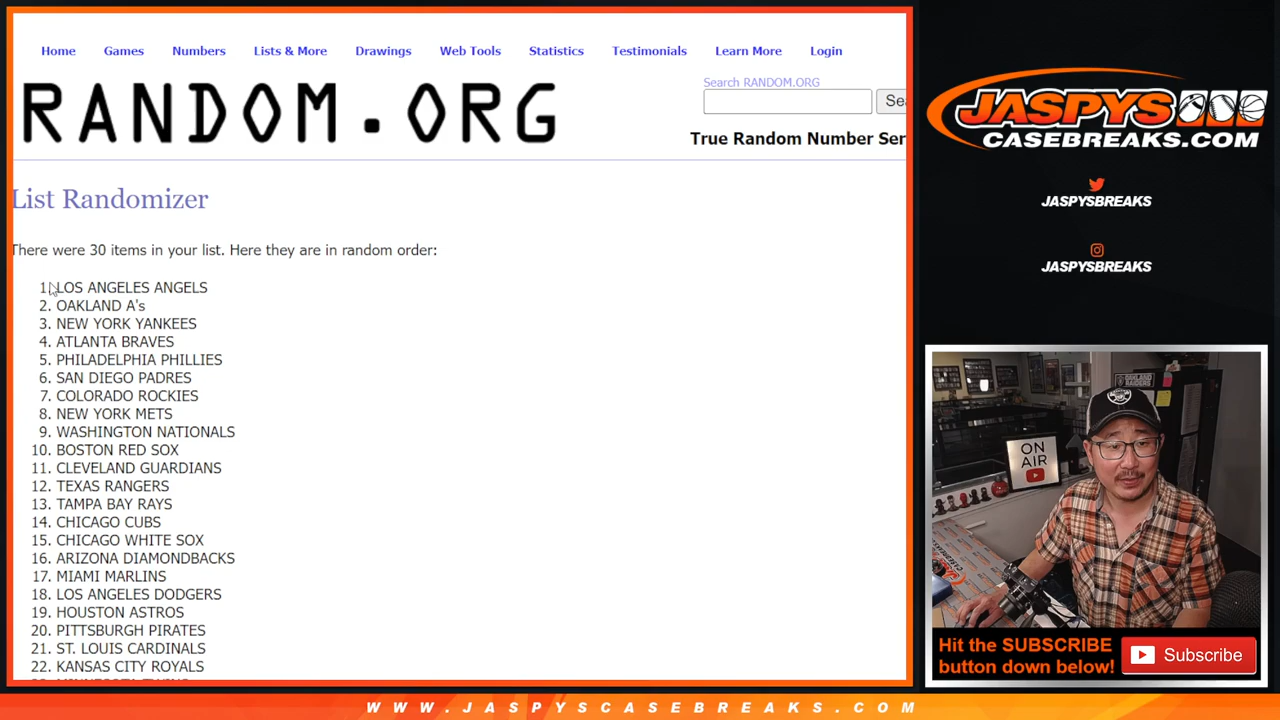 Home Games Numbers Lists & More Drawings Web Tools Statistics Testimonials Learn More Login
RANDOM.ORG
Search RANDOM.ORG
Sea
True Random Number Ser
List Randomizer
There were 30 items in your list. Here they are in random order:
1. LOS ANGELES ANGELS
2. OAKLAND A's
3. NEW YORK YANKEES
4. ATLANTA BRAVES
5. PHILADELPHIA PHILLIES
6. SAN DIEGO PADRES
7. COLORADO ROCKIES
8. NEW YORK METS
9. WASHINGTON NATIONALS
10. BOSTON RED SOX
11. CLEVELAND GUARDIANS
12. TEXAS RANGERS
13. TAMPA BAY RAYS
14. CHICAGO CUBS
15. CHICAGO WHITE SOX
16. ARIZONA DIAMONDBACKS
17. MIAMI MARLINS
18. LOS ANGELES DODGERS
19. HOUSTON ASTROS
20. PITTSBURGH PIRATES
21. ST. LOUIS CARDINALS
22. KANSAS CITY ROYALS
JASPYS
CASEBREAKS.COM
JASPYSBREAKS
JASPYSBREAKS
OAKLAND
RAIDERS
ON
AIR
Hit the SUBSCRIBE
button down below!
Subscribe
WWW.JASPYSCASEBREAKS.COM